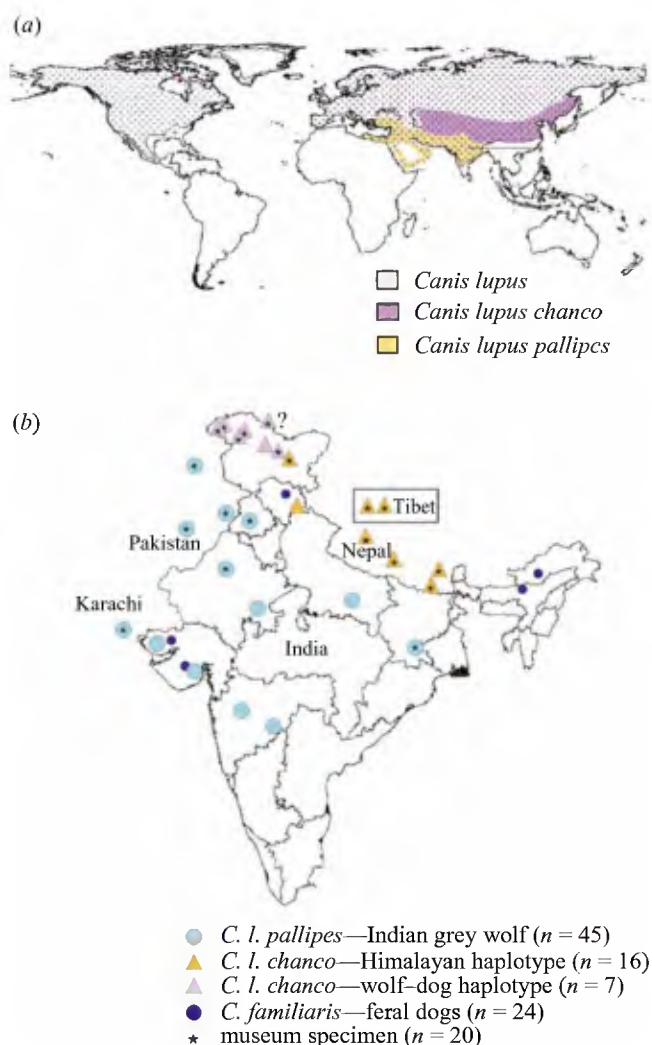 (a)
Canis lupus
Canis lupus chanco
Canis lupus pallipcs
(b)
?
Tibet
Pakistan
Nepal
Karachi
India
C. l. pallipes—Indian grey wolf (n = 45)
C. l. chanco—Himalayan haplotype (n = 16)
C. l. chanco—wolf–dog haplotype (n = 7)
C. familiaris—feral dogs (n = 24)
museum specimen (n = 20)